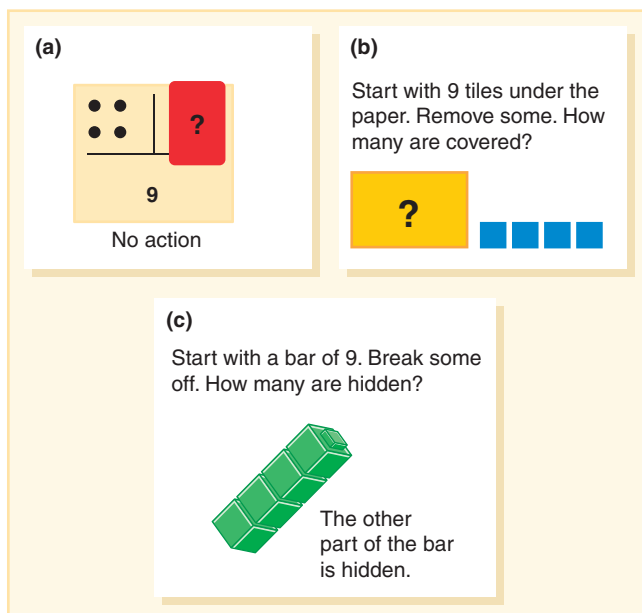 (a)
?
9
No action
(b)
Start with 9 tiles under the
paper. Remove some. How
many are covered?
?
(c)
Start with a bar of 9. Break some
off. How many are hidden?
The other
part of the bar
is hidden.